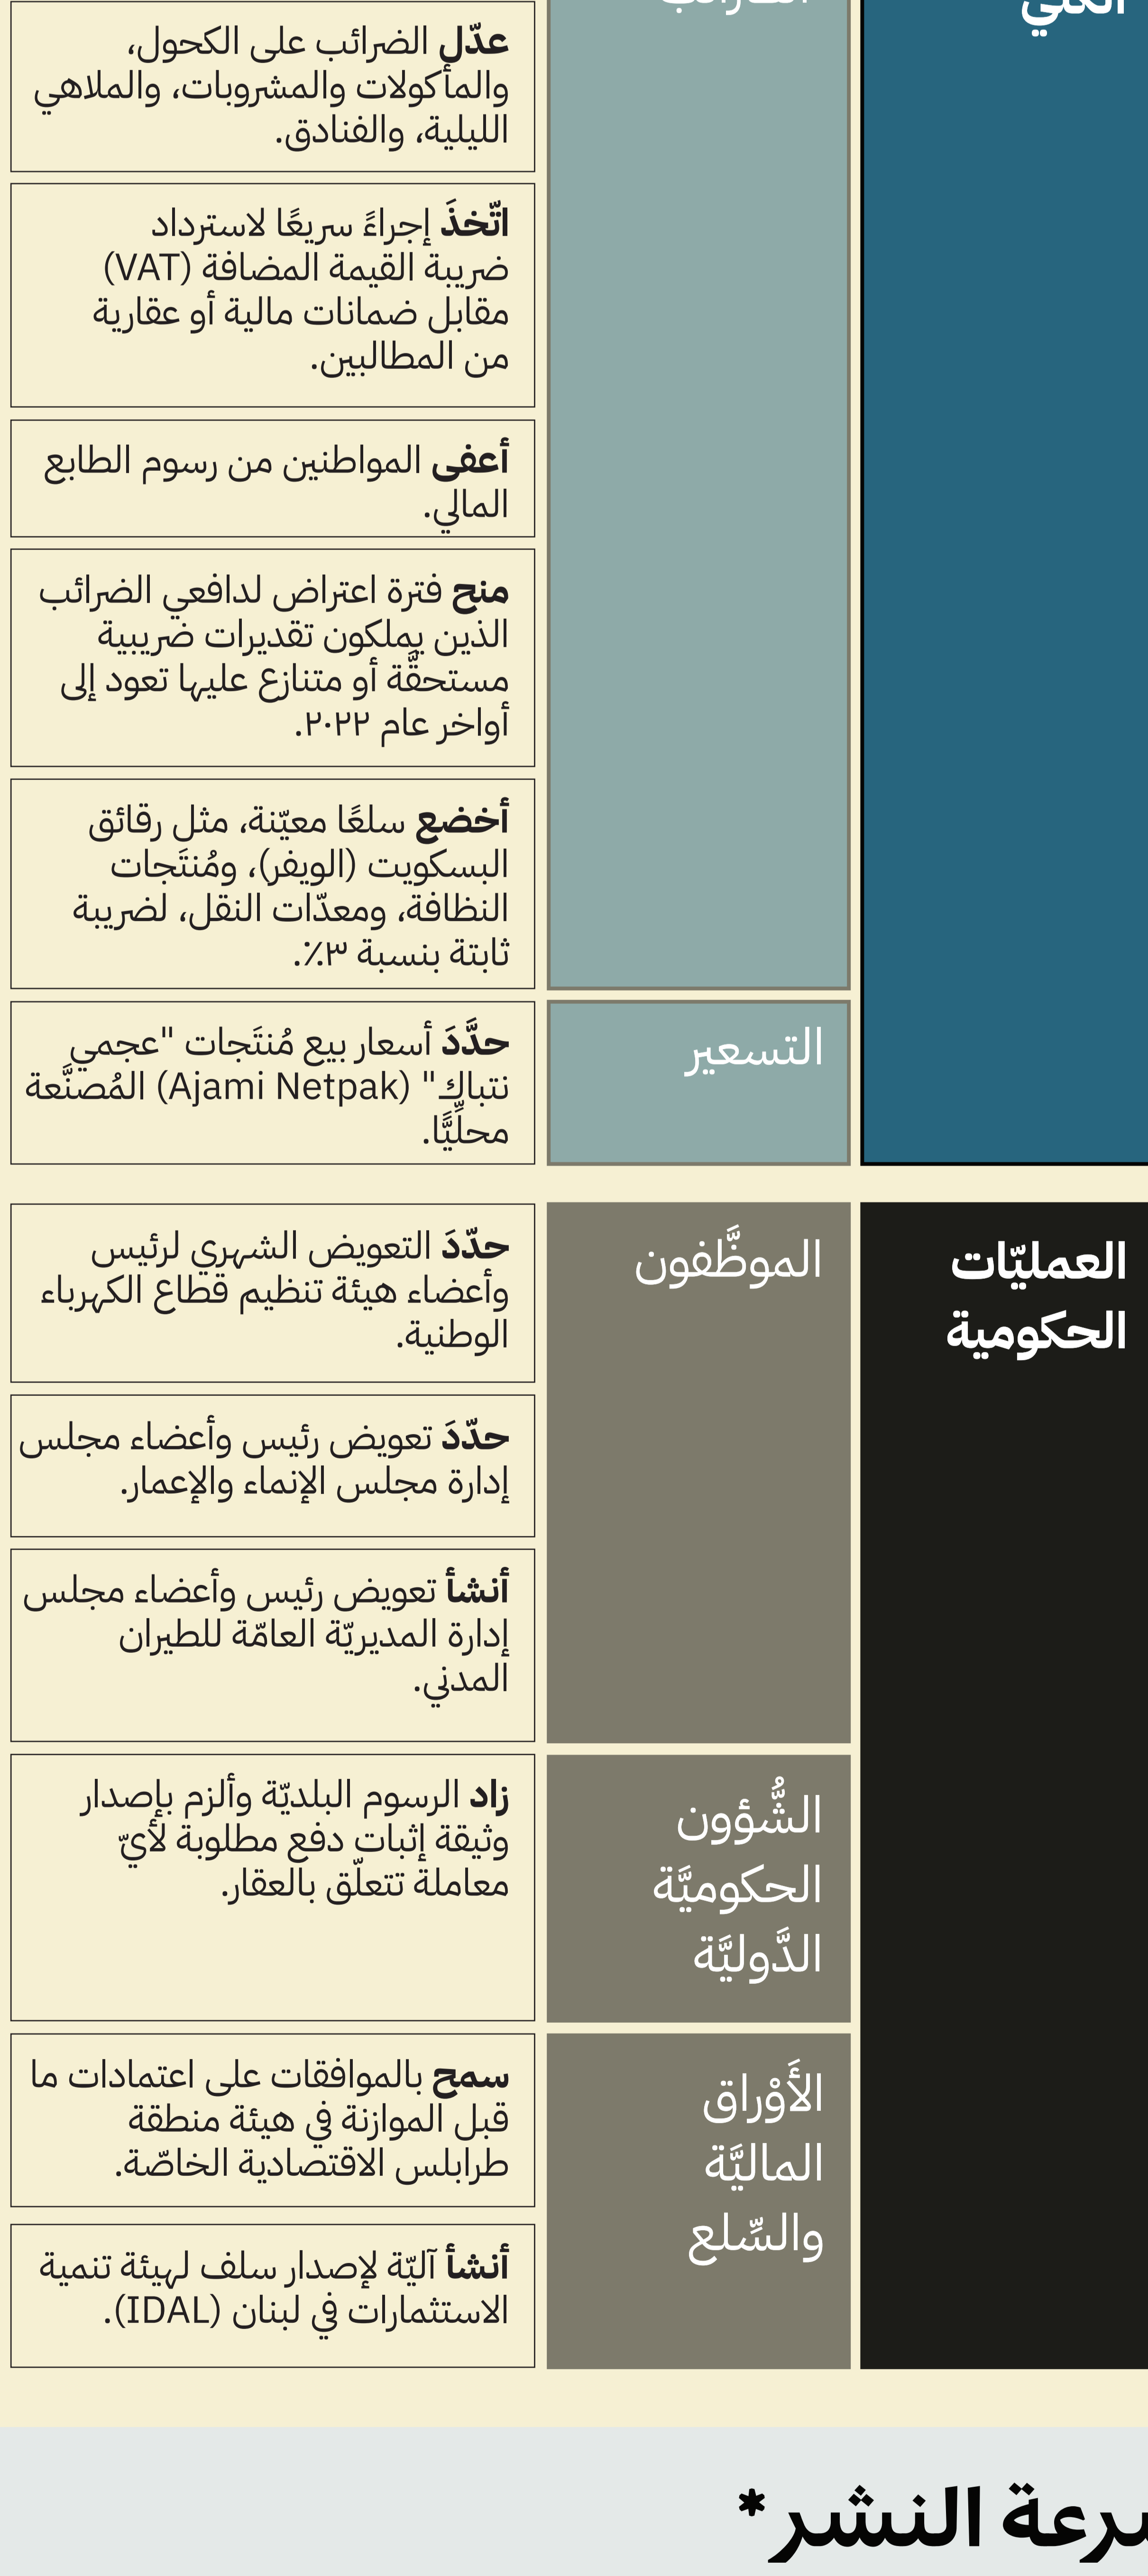 الكلي
الضرائب
عدّل الضرائب على الكحول،
والمأكولات والمشروبات، والملاهي
الليلية، والفنادق.
اتّخذَ إجراءً سريعًا لاسترداد
ضريبة القيمة المضافة (VAT)
مقابل ضمانات مالية أو عقارية
من المطالبين.
أعفى المواطنين من رسوم الطابع
المالي.
منح فترة اعتراض لدافعي الضرائب
الذين يملكون تقديرات ضريبية
مستحقَّة أو متنازع عليها تعود إلى
أواخر عام ٢٠٢٢.
أخضع سلعًا معيّنة، مثل رقائق
البسكويت (الويفر)، ومُنتَجات
النظافة، ومعدّات النقل، لضريبة
ثابتة بنسبة ٣٪.
التسعير
حدَّدَ أسعار بيع مُنتَجات "عجمي
نتباك" (Ajami Netpak) المُصنَّعة
محلِّيًّا.
العمليّات
الحكومية
الموظَّفون
حدّدَ التعويض الشهري لرئيس
وأعضاء هيئة تنظيم قطاع الكهرباء
الوطنية.
حدّدَ تعويض رئيس وأعضاء مجلس
إدارة مجلس الإنماء والإعمار.
أنشأ تعويض رئيس وأعضاء مجلس
إدارة المديريّة العامّة للطيران
المدني.
الشُّؤون
الحكوميَّة
الدَّوليَّة
زاد الرسوم البلديّة وألزم بإصدار
وثيقة إثبات دفع مطلوبة لأيّ
معاملة تتعلّق بالعقار.
الأَوْراق
الماليَّة
والسِّلع
سمح بالموافقات على اعتمادات ما
قبل الموازنة في هيئة منطقة
طرابلس الاقتصادية الخاصّة.
أنشأ آليّة لإصدار سلف لهيئة تنمية
الاستثمارات في لبنان (IDAL).
سرعة النشر*